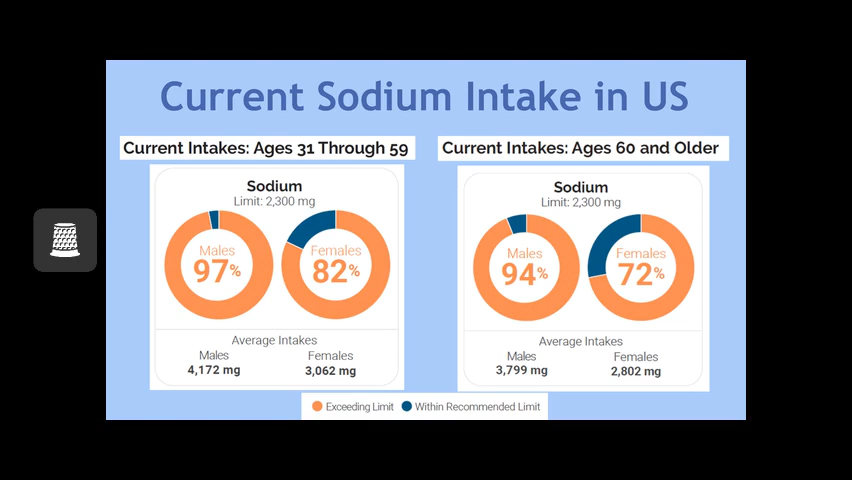 Current Sodium Intake in US
Current Intakes: Ages 31 Through 59
Sodium
Limit: 2,300 mg
Males
97%
Females
82%
Average Intakes
Males
Females
4,172 mg
3,062 mg
Current Intakes: Ages 60 and Older
Sodium
Limit: 2,300 mg
Males
94%
Females
72%
Average Intakes
Males
Females
3,799 mg
2,802 mg
Exceeding Limit
Within Recommended Limit